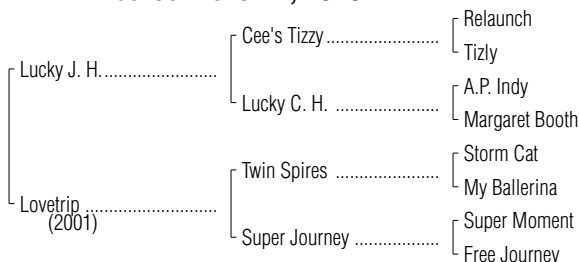 Relaunch
Cee's Tizzy
Tizly
Lucky J. H.
A.P. Indy
Lucky C. H.
Margaret Booth
Storm Cat
Twin Spires
My Ballerina
Lovetrip
(2001)
Super Moment
Super Journey
Free Journey